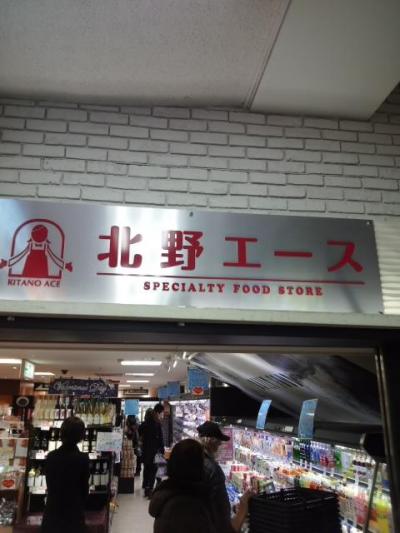 北野エース
KITANO ACE
SPECIALTY FOOD STORE